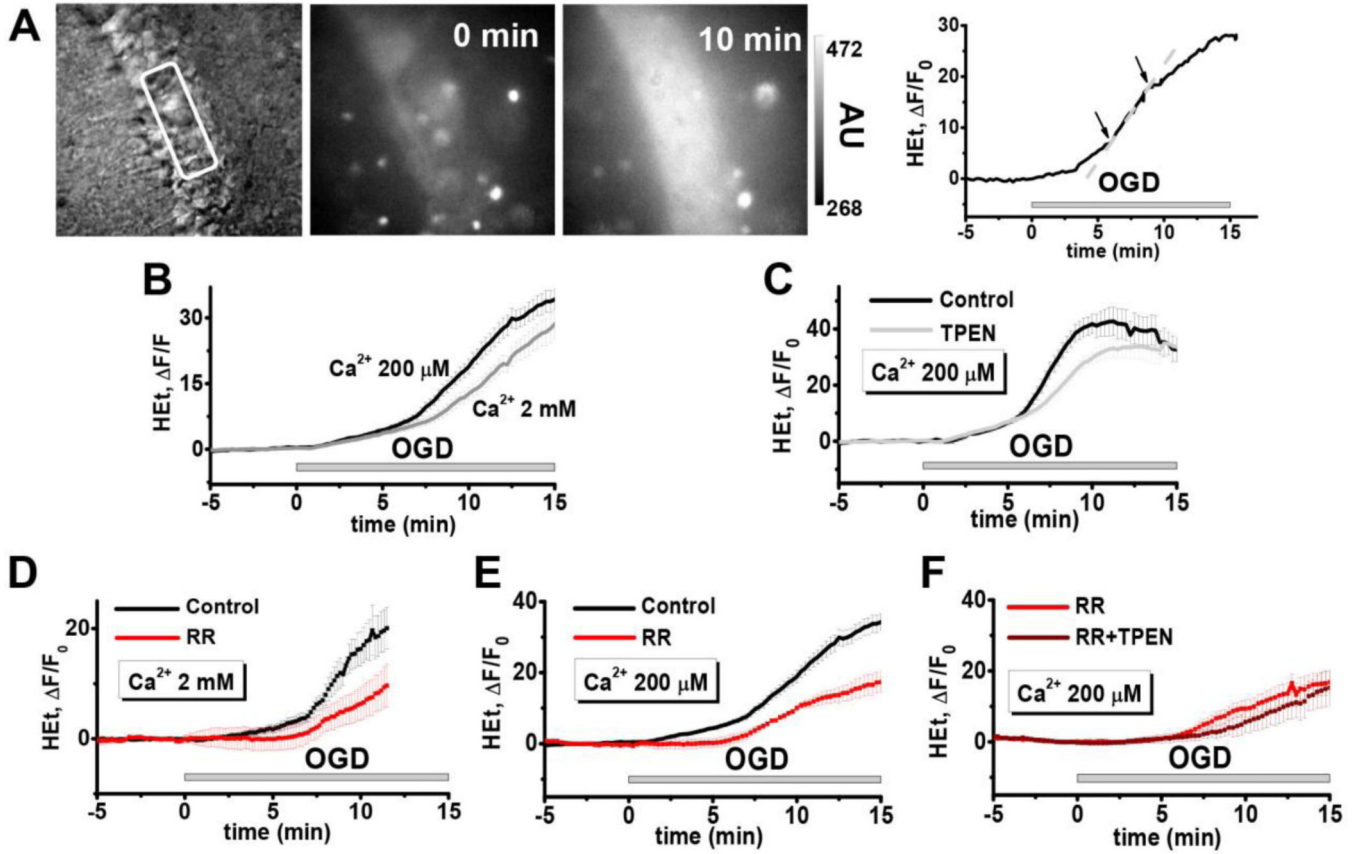 A
0 min
10 min
472
AU
268
HEt, ΔF/F0
30
20
10
0
OGD
-5 0 5 10 15
time (min)
B
HEt, ΔF/F
30
15
0
Ca2+ 200 μM
Ca2+ 2 mM
OGD
-5 0 5 10 15
time (min)
C
HEt, ΔF/F0
40
20
0
Control
TPEN
Ca2+ 200 μM
OGD
-5 0 5 10 15
time (min)
D
HEt, ΔF/F0
20
0
Control
RR
Ca2+ 2 mM
OGD
-5 0 5 10 15
time (min)
E
HEt, ΔF/F0
40
20
0
Control
RR
Ca2+ 200 μM
OGD
-5 0 5 10 15
time (min)
F
HEt, ΔF/F0
40
20
0
RR
RR+TPEN
Ca2+ 200 μM
OGD
-5 0 5 10 15
time (min)